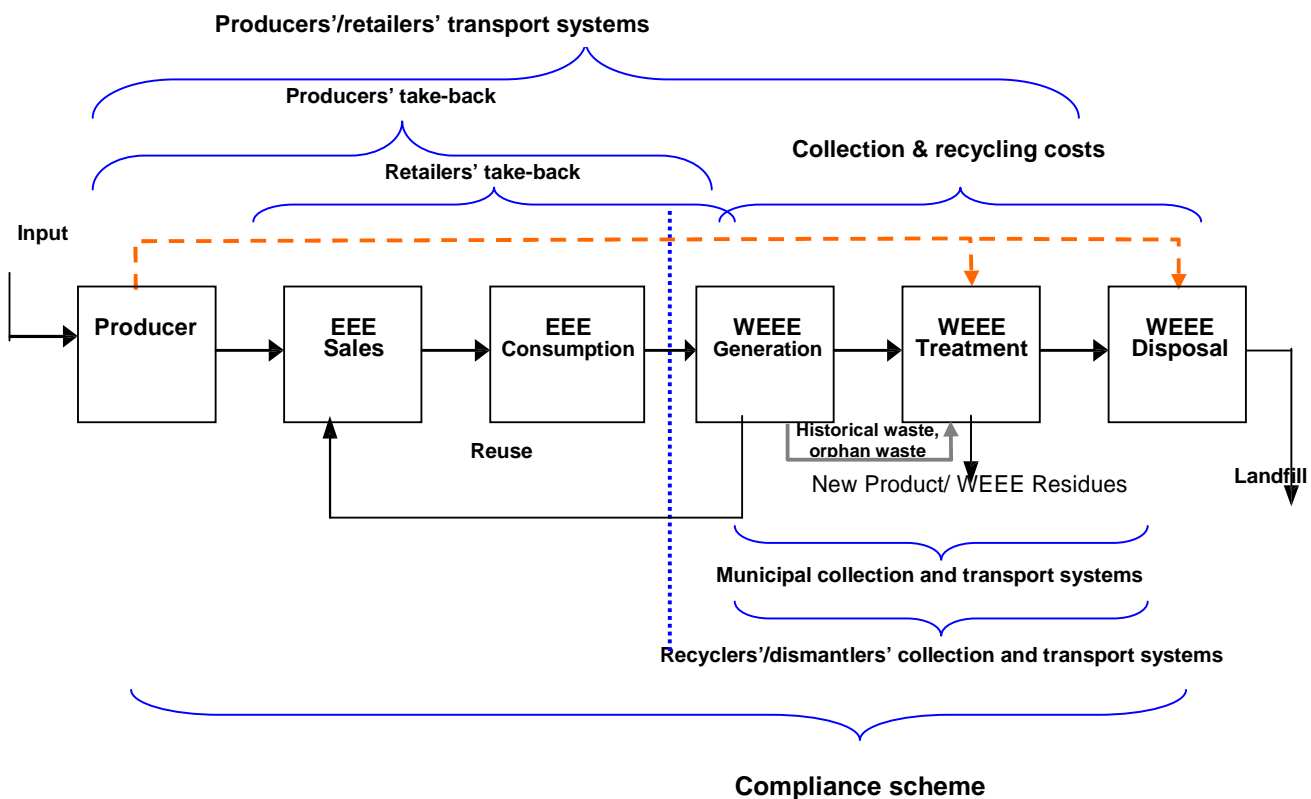 Producers’/retailers’ transport systems
Producers’ take-back
Collection & recycling costs
Retailers’ take-back
Input
Producer
EEE
Sales
EEE
Consumption
WEEE
Generation
WEEE
Treatment
WEEE
Disposal
Reuse
Historical waste,
orphan waste
New Product/ WEEE Residues
Landfill
Municipal collection and transport systems
Recyclers’/dismantlers’ collection and transport systems
Compliance scheme